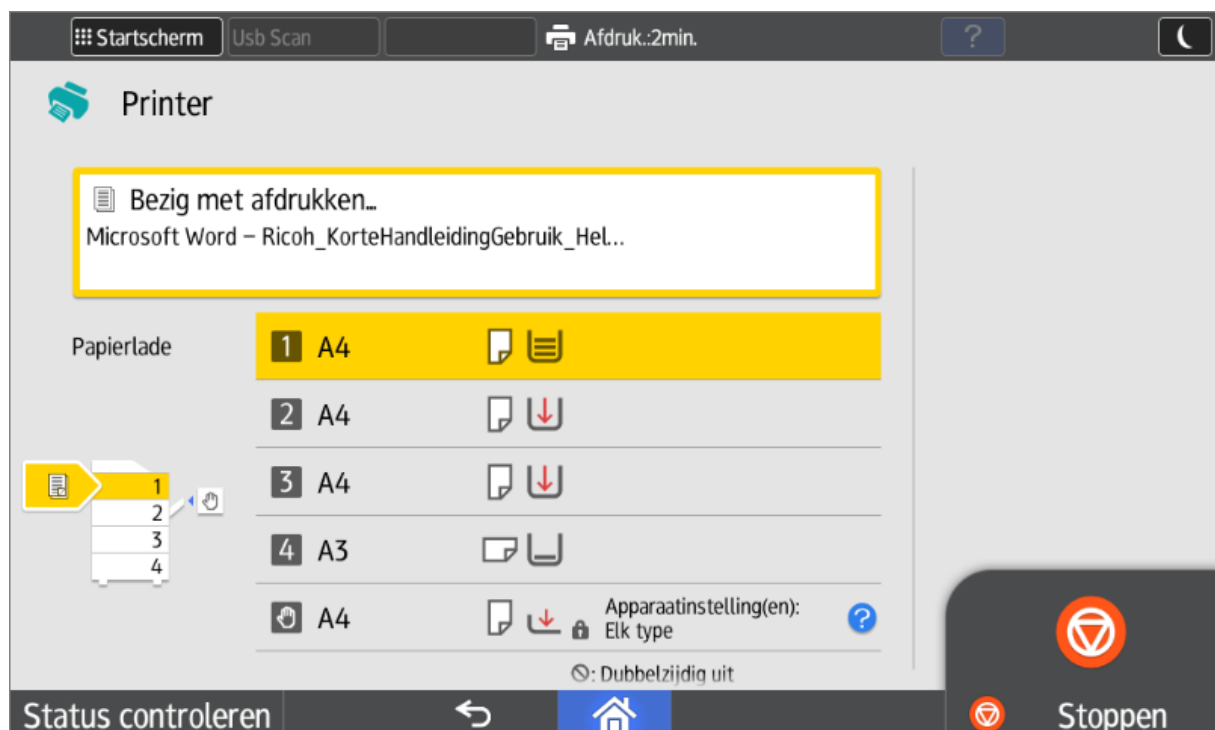 Startscherm
Usb Scan
Afdruk.:2min.
?
Printer
Bezig met afdrukken...
Microsoft Word – Ricoh_KorteHandleidingGebruik_Hel...
Papierlade
1 A4
2 A4
3 A4
4 A3
A4
Apparaatinstelling(en):
Elk type
?
1
2
3
4
: Dubbelzijdig uit
Status controleren
Stoppen